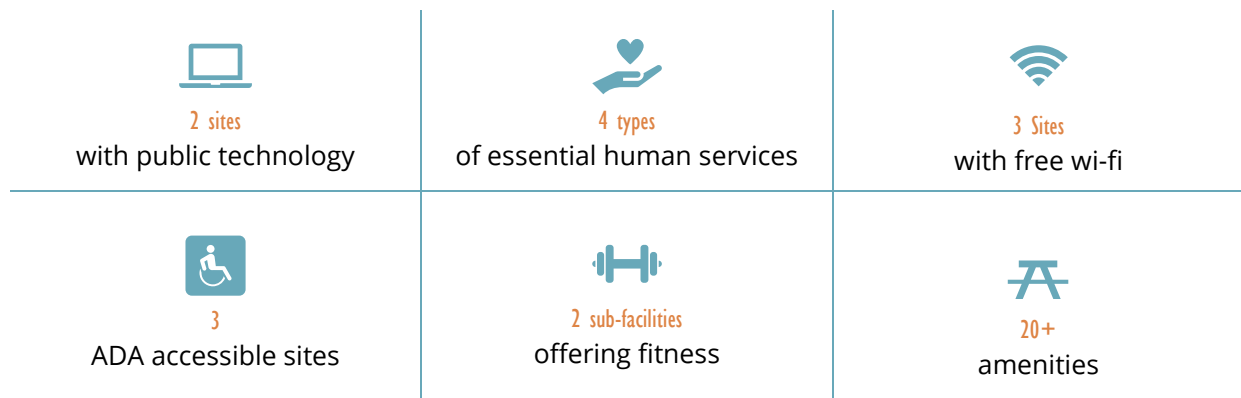 2 sites
with public technology
4 types
of essential human services
3 Sites
with free wi-fi
3
ADA accessible sites
2 sub-facilities
offering fitness
20+
amenities